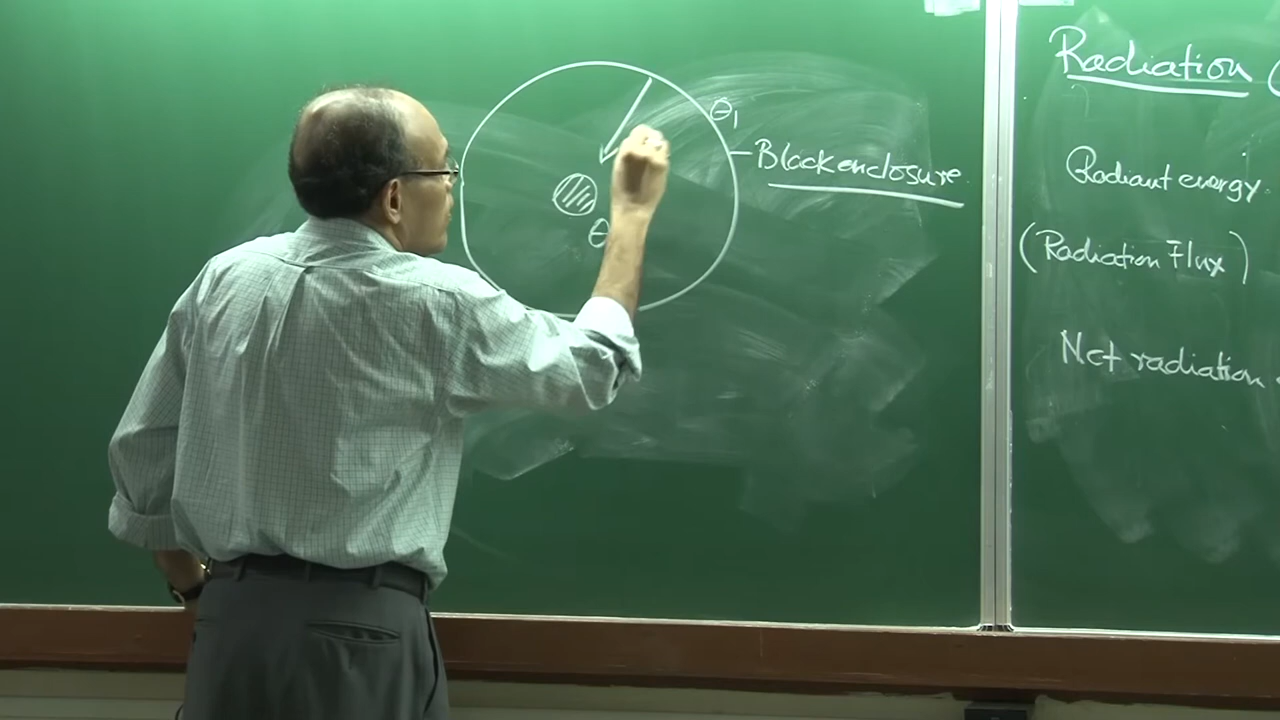 θ₁
Blackenclosure
θ
Radiation (
Radiant energy.
(Radiation Flux)
Net radiation